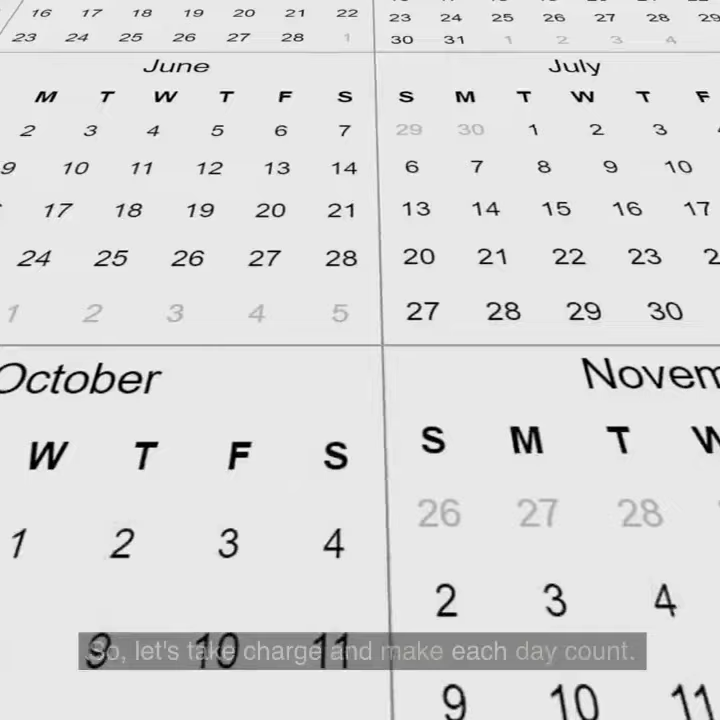 16 17 18 19 20 21 22
23 24 25 26 27 28 1
23 24 25 26 27 28 29
30 31 1 2 3 4
June
M T W T F S
2 3 4 5 6 7
9 10 11 12 13 14
17 18 19 20 21
24 25 26 27 28
1 2 3 4 5
July
S M T W T F
29 30 1 2 3
6 7 8 9 10
13 14 15 16 17
20 21 22 23
27 28 29 30
October
W T F S
1 2 3 4
9 10 11
Novem
S M T W
26 27 28
2 3 4
9 10 11
So, let's take charge and make each day count.